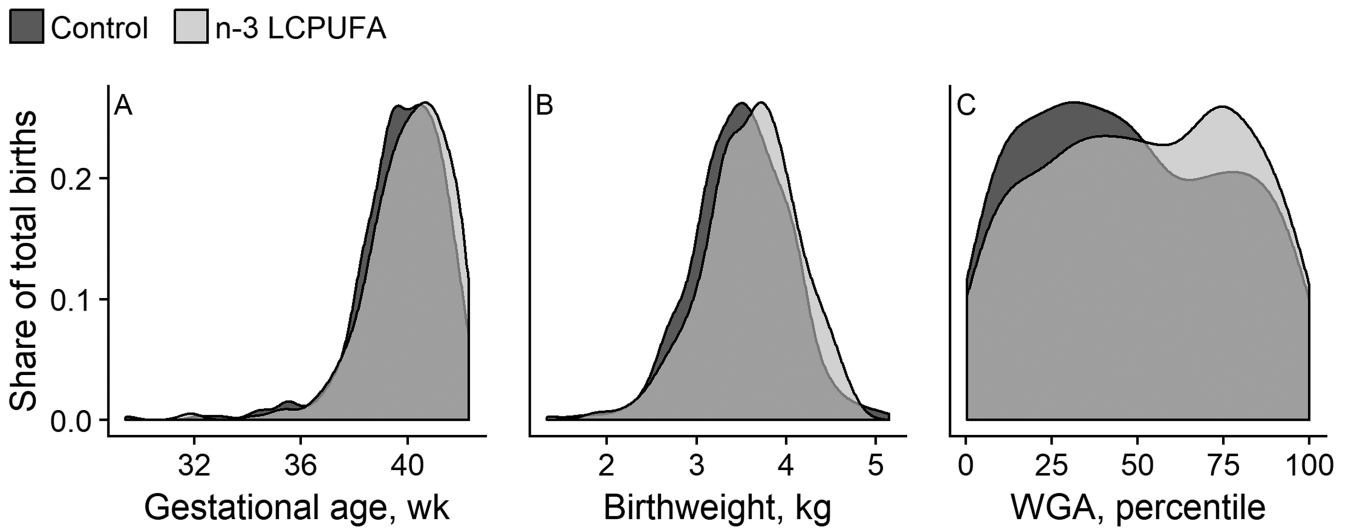 Control n-3 LCPUFA
A B C
Share of total births
0.2
0.1
0.0
32 36 40 2 3 4 5 0 25 50 75 100
Gestational age, wk Birthweight, kg WGA, percentile